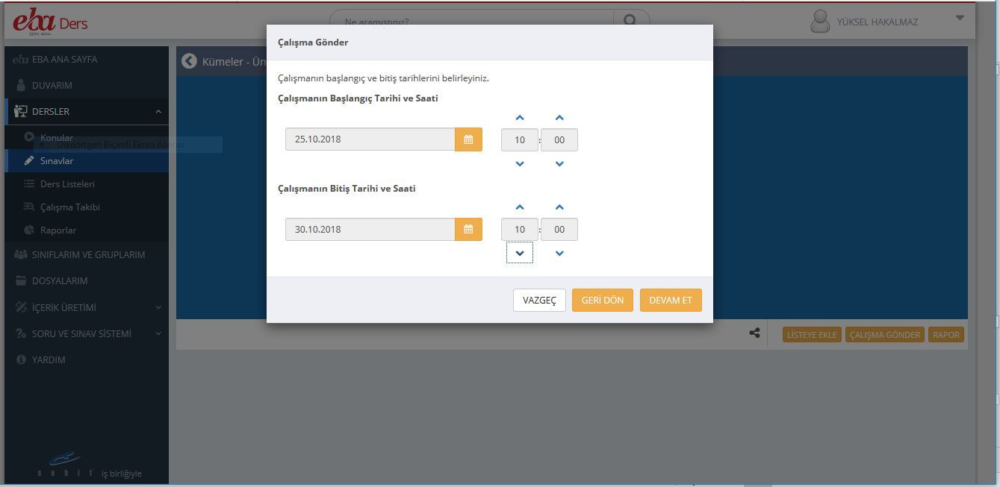 eba Ders
Ne aramıştınız?
YÜKSEL HAKALMAZ
eba EBA ANA SAYFA
DUVARIM
DERSLER
Konular
Dikdörtgen Biçimli Ekran Alıntısı
Sınavlar
Ders Listeleri
Çalışma Takibi
Raporlar
SINIFLARIM VE GRUPLARIM
DOSYALARIM
İÇERİK ÜRETİMİ
SORU VE SINAV SİSTEMİ
YARDIM
sebit iş birliğiyle
Kümeler - Ün
Çalışma Gönder
Çalışmanın başlangıç ve bitiş tarihlerini belirleyiniz.
Çalışmanın Başlangıç Tarihi ve Saati
25.10.2018 10 : 00
Çalışmanın Bitiş Tarihi ve Saati
30.10.2018 10 : 00
VAZGEÇ GERİ DÖN DEVAM ET
LİSTEYE EKLE ÇALIŞMA GÖNDER RAPOR